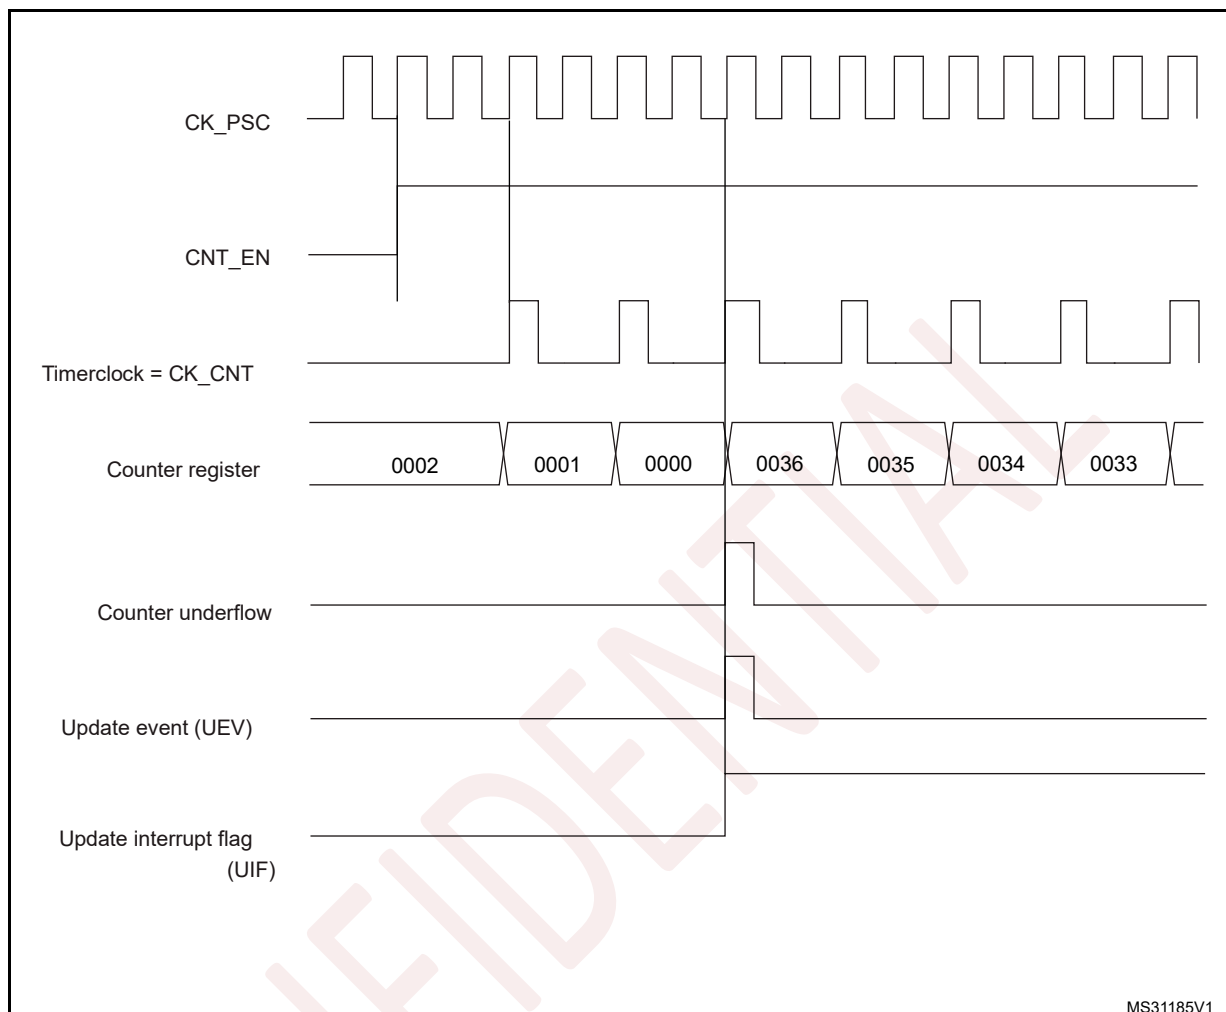 CK_PSC
CNT_EN
Timerclock = CK_CNT
Counter register
0002 0001 0000 0036 0035 0034 0033
Counter underflow
Update event (UEV)
Update interrupt flag
(UIF)
FIDENTIAL
MS31185V1